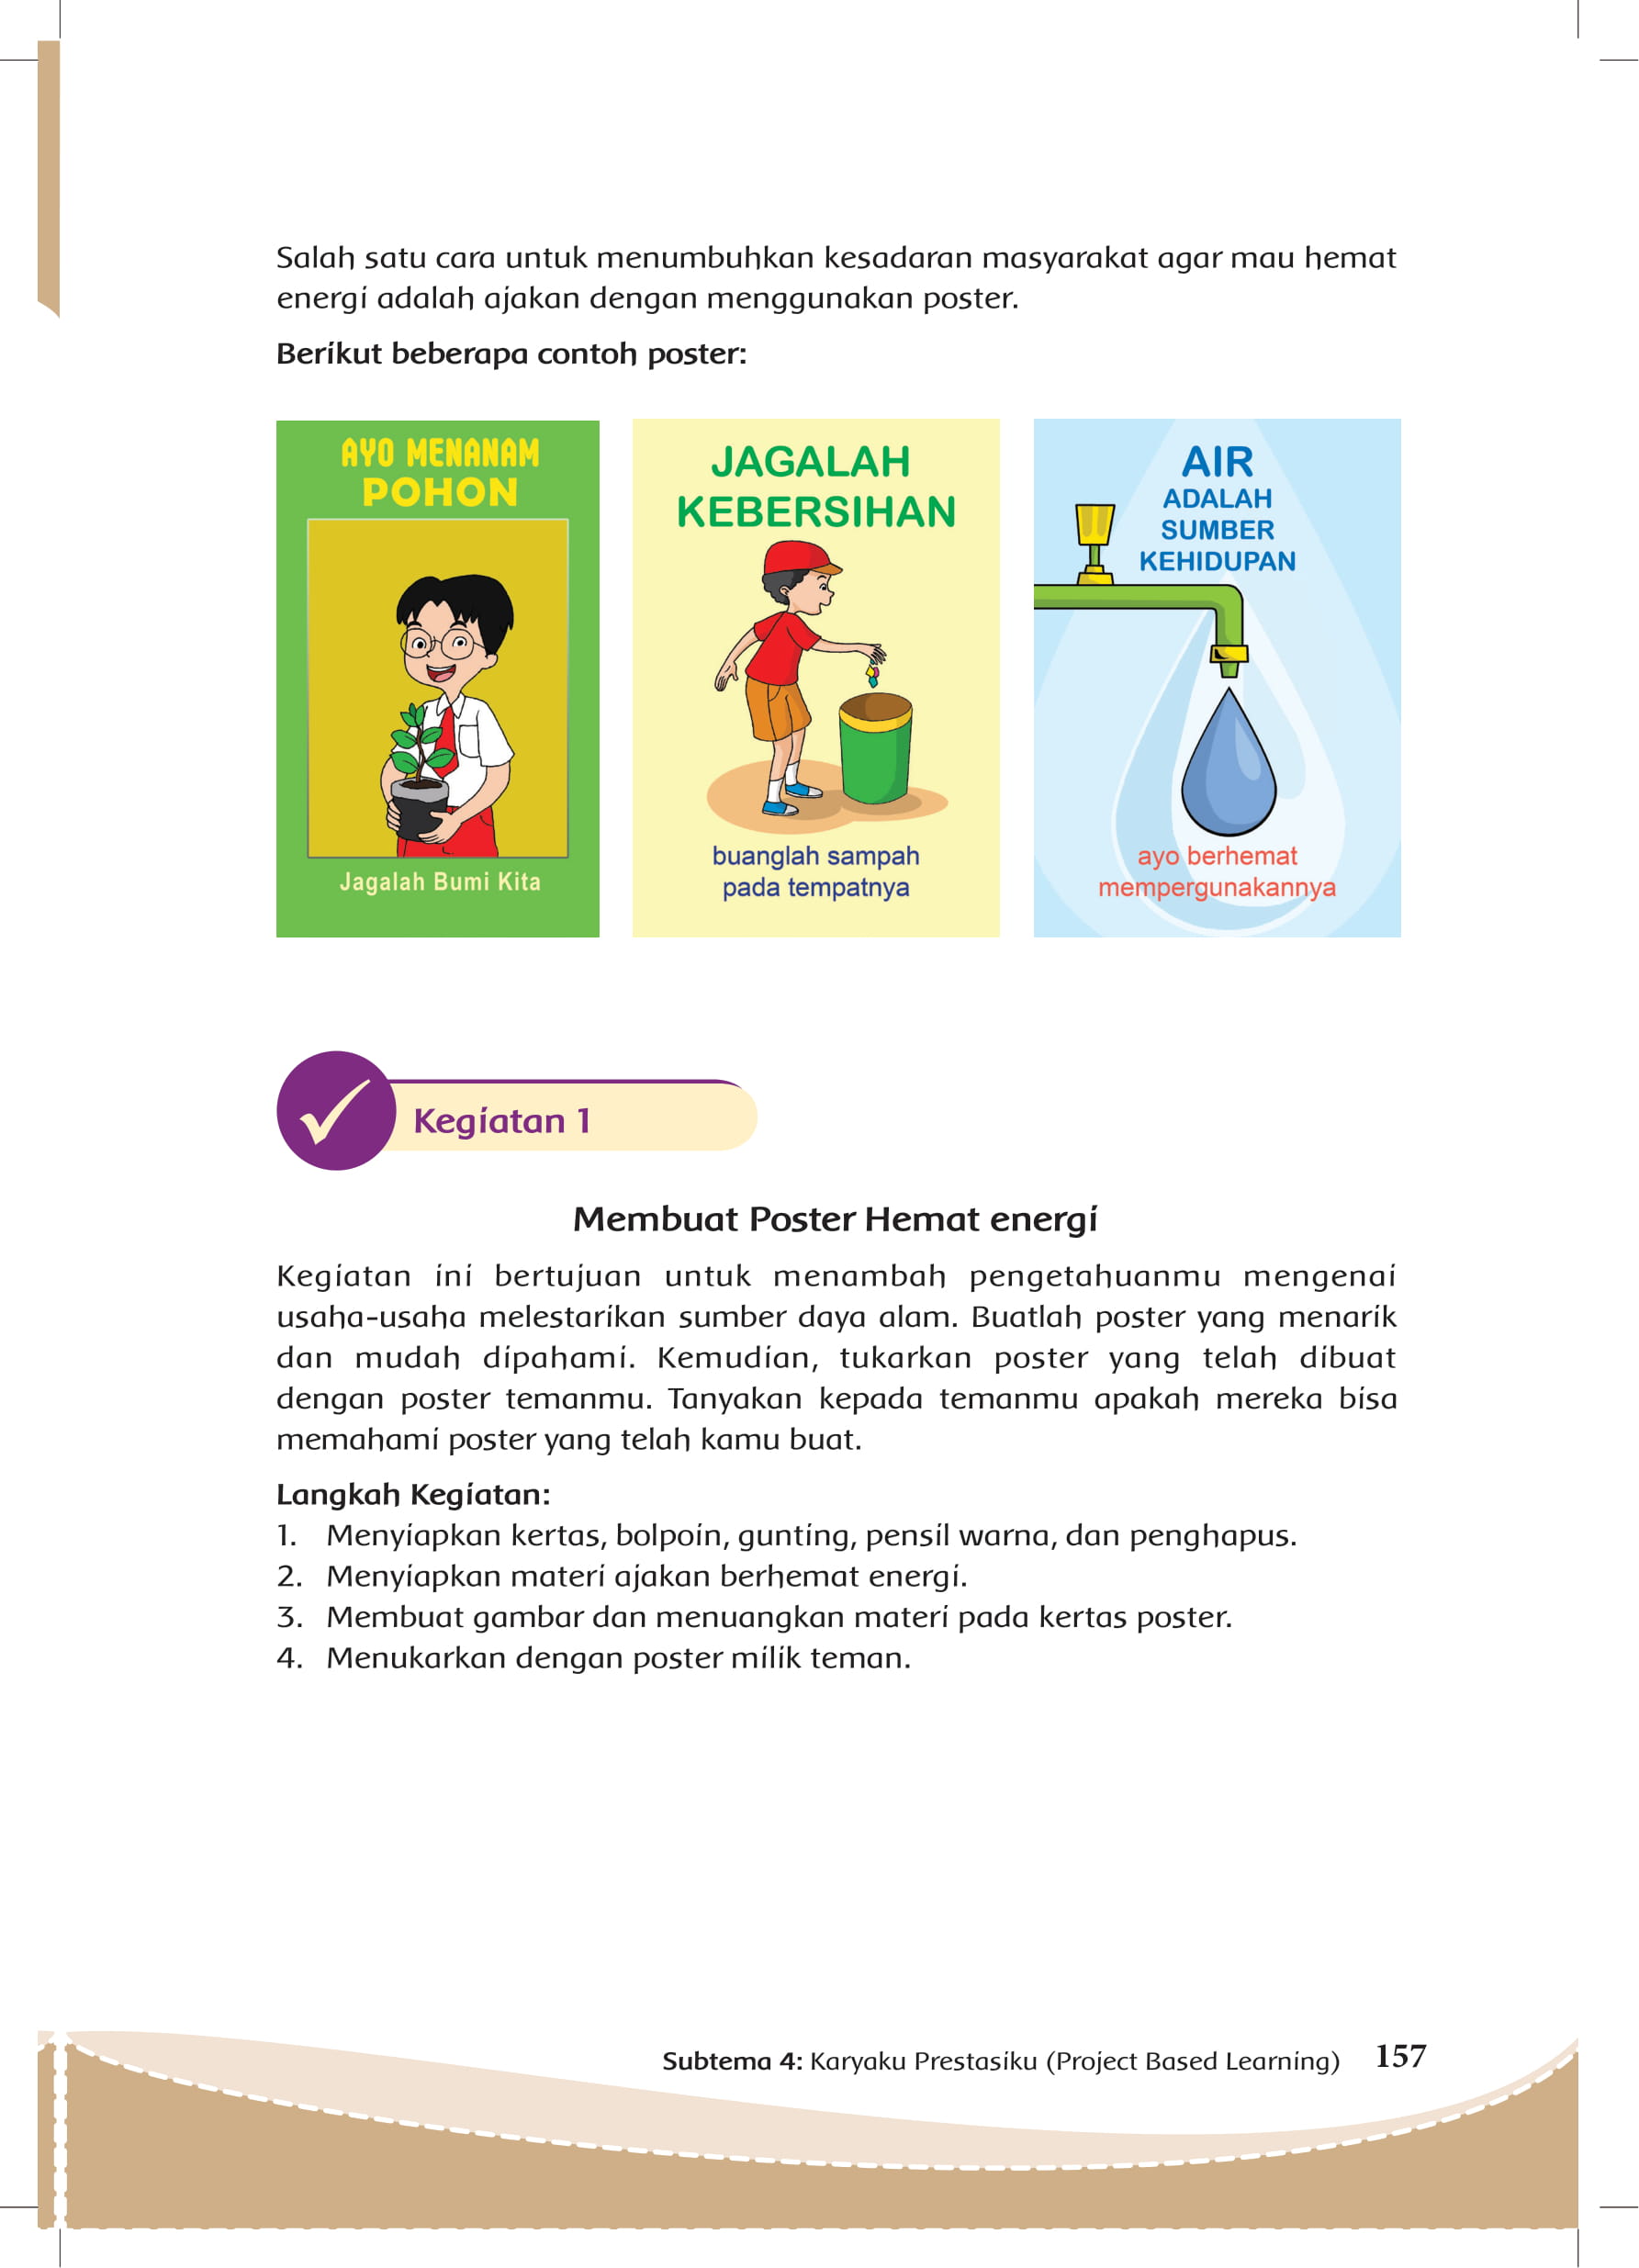 Salah satu cara untuk menumbuhkan kesadaran masyarakat agar mau hemat
energi adalah ajakan dengan menggunakan poster.
Berikut beberapa contoh poster:
AYO MENANAM
POHON
Jagalah Bumi Kita
JAGALAH
KEBERSIHAN
buanglah sampah
pada tempatnya
AIR
ADALAH
SUMBER
KEHIDUPAN
ayo berhemat
mempergunakannya
Kegiatan 1
Membuat Poster Hemat energi
Kegiatan ini bertujuan untuk menambah pengetahuanmu mengenai
usaha-usaha melestarikan sumber daya alam. Buatlah poster yang menarik
dan mudah dipahami. Kemudian, tukarkan poster yang telah dibuat
dengan poster temanmu. Tanyakan kepada temanmu apakah mereka bisa
memahami poster yang telah kamu buat.
Langkah Kegiatan:
1. Menyiapkan kertas, bolpoin, gunting, pensil warna, dan penghapus.
2. Menyiapkan materi ajakan berhemat energi.
3. Membuat gambar dan menuangkan materi pada kertas poster.
4. Menukarkan dengan poster milik teman.
Subtema 4: Karyaku Prestasiku (Project Based Learning) 157